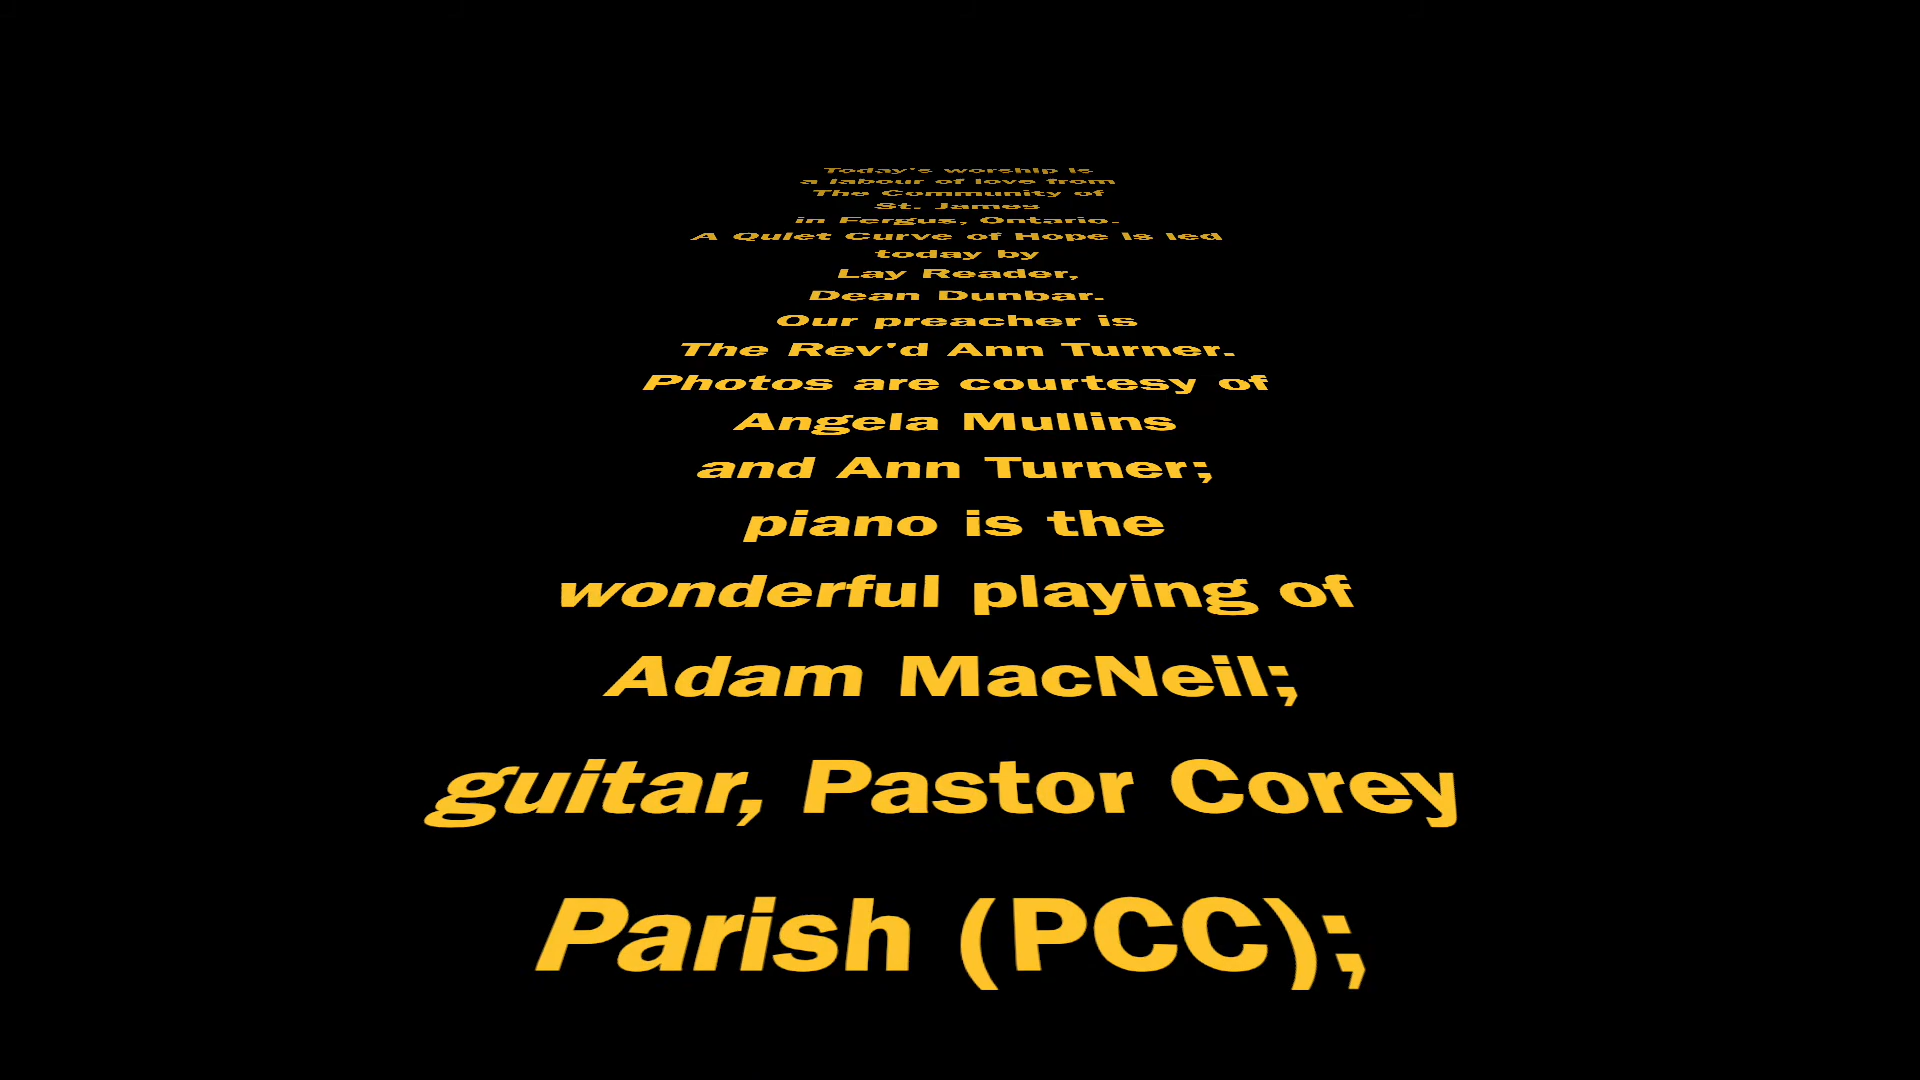 Today's worship is
a labour of love from
The Community of
St. James
in Fergus, Ontario.
A Quiet Curve of Hope is led
today by
Lay Reader,
Dean Dunbar.
Our preacher is
The Rev'd Ann Turner.
Photos are courtesy of
Angela Mullins
and Ann Turner;
piano is the
wonderful playing of
Adam MacNeil;
guitar, Pastor Corey
Parish (PCC);